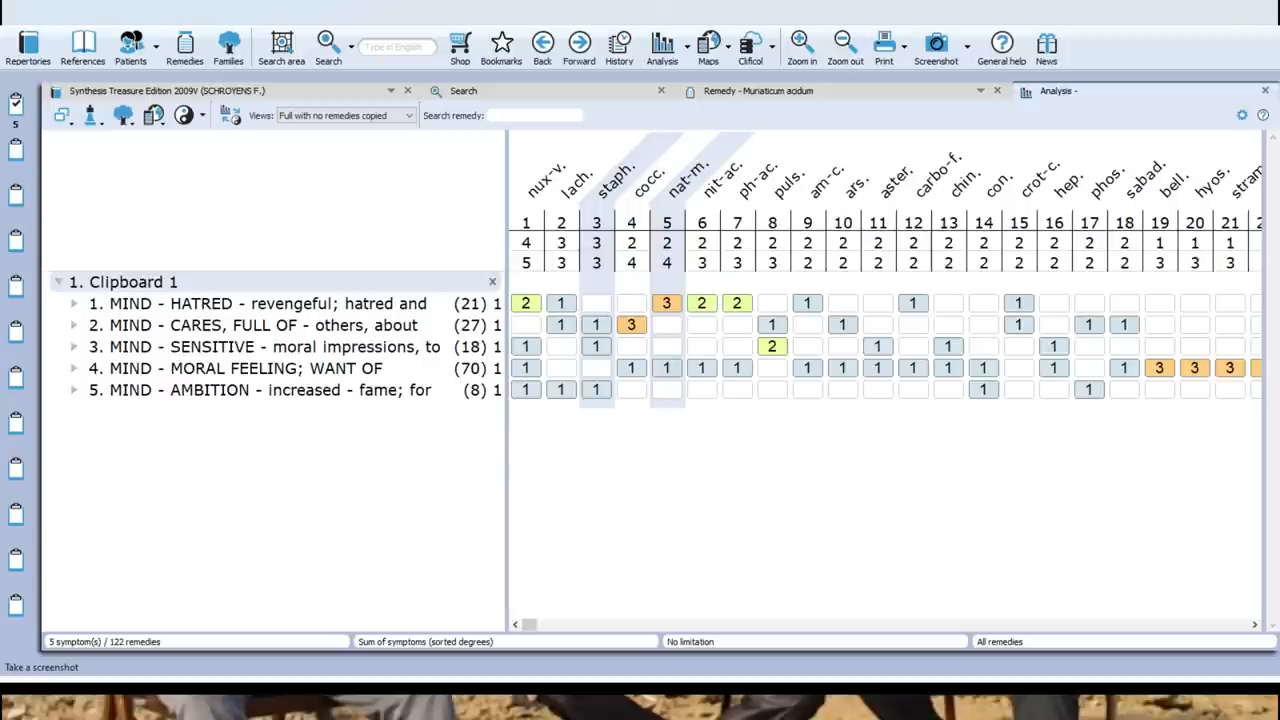 Repertories References Patients Remedies Families Search area Search Type in English Shop Bookmarks Back Forward History Analysis Maps Clificol Zoom in Zoom out Print Screenshot General help News
Synthesis Treasure Edition 2009V (SCHROYENS F.) Search Remedy - Muriaticum acidum Analysis -
5
Views: Full with no remedies copied Search remedy:
nux-v. lach. staph. cocc. nat-m. nit-ac. ph-ac. puls. am-c. ars. aster. carbo-f. chin. con. crot-c. hep. phos. sabad. bell. hyos. stram
1 2 3 4 5 6 7 8 9 10 11 12 13 14 15 16 17 18 19 20 21 2
4 3 3 2 2 2 2 2 2 2 2 2 2 2 2 2 2 2 1 1 1
5 3 3 4 4 3 3 3 2 2 2 2 2 2 2 2 2 2 3 3 3
1. Clipboard 1
1. MIND - HATRED - revengeful; hatred and (21) 1 2 1 3 2 2 1 1 1
2. MIND - CARES, FULL OF - others, about (27) 1 1 1 3 1 1 1 1 1
3. MIND - SENSITIVE - moral impressions, to (18) 1 1 1 2 1 1 1
4. MIND - MORAL FEELING; WANT OF (70) 1 1 1 1 1 1 1 1 1 1 1 1 1 1 3 3 3
5. MIND - AMBITION - increased - fame; for (8) 1 1 1 1 1 1
5 symptom(s) / 122 remedies Sum of symptoms (sorted degrees) No limitation All remedies
Take a screenshot